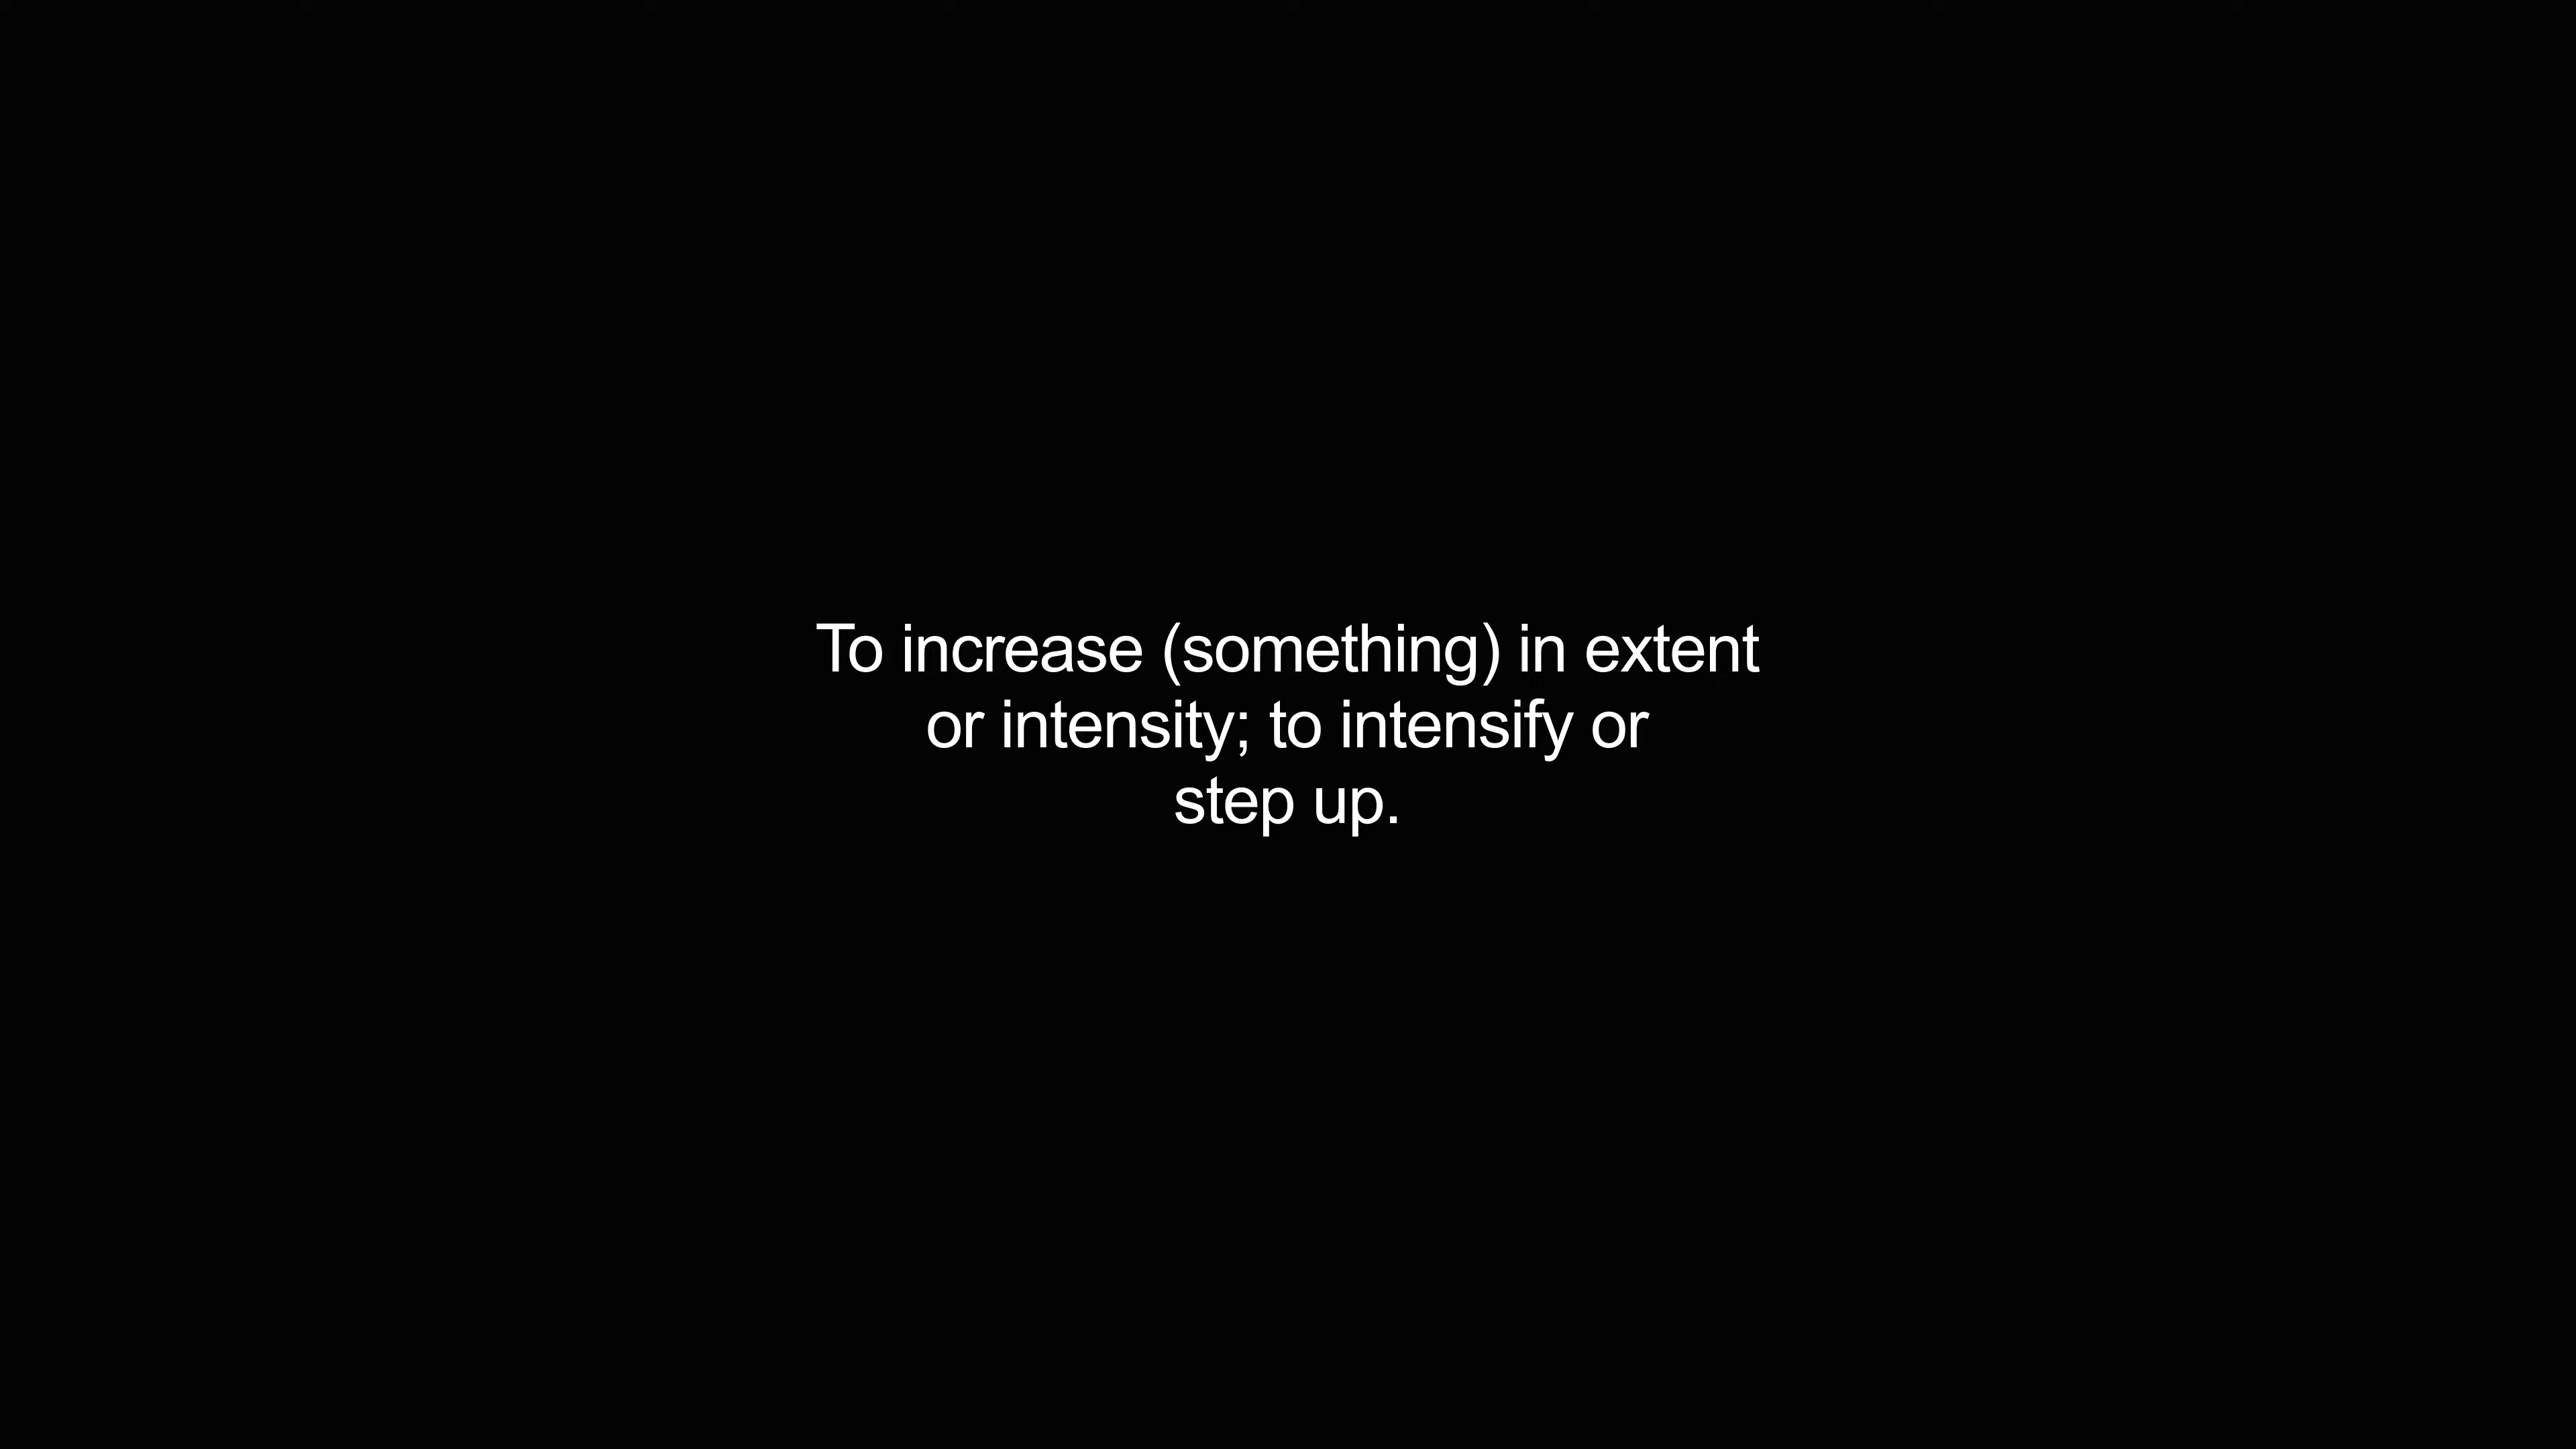 To increase (something) in extent
or intensity; to intensify or
step up.